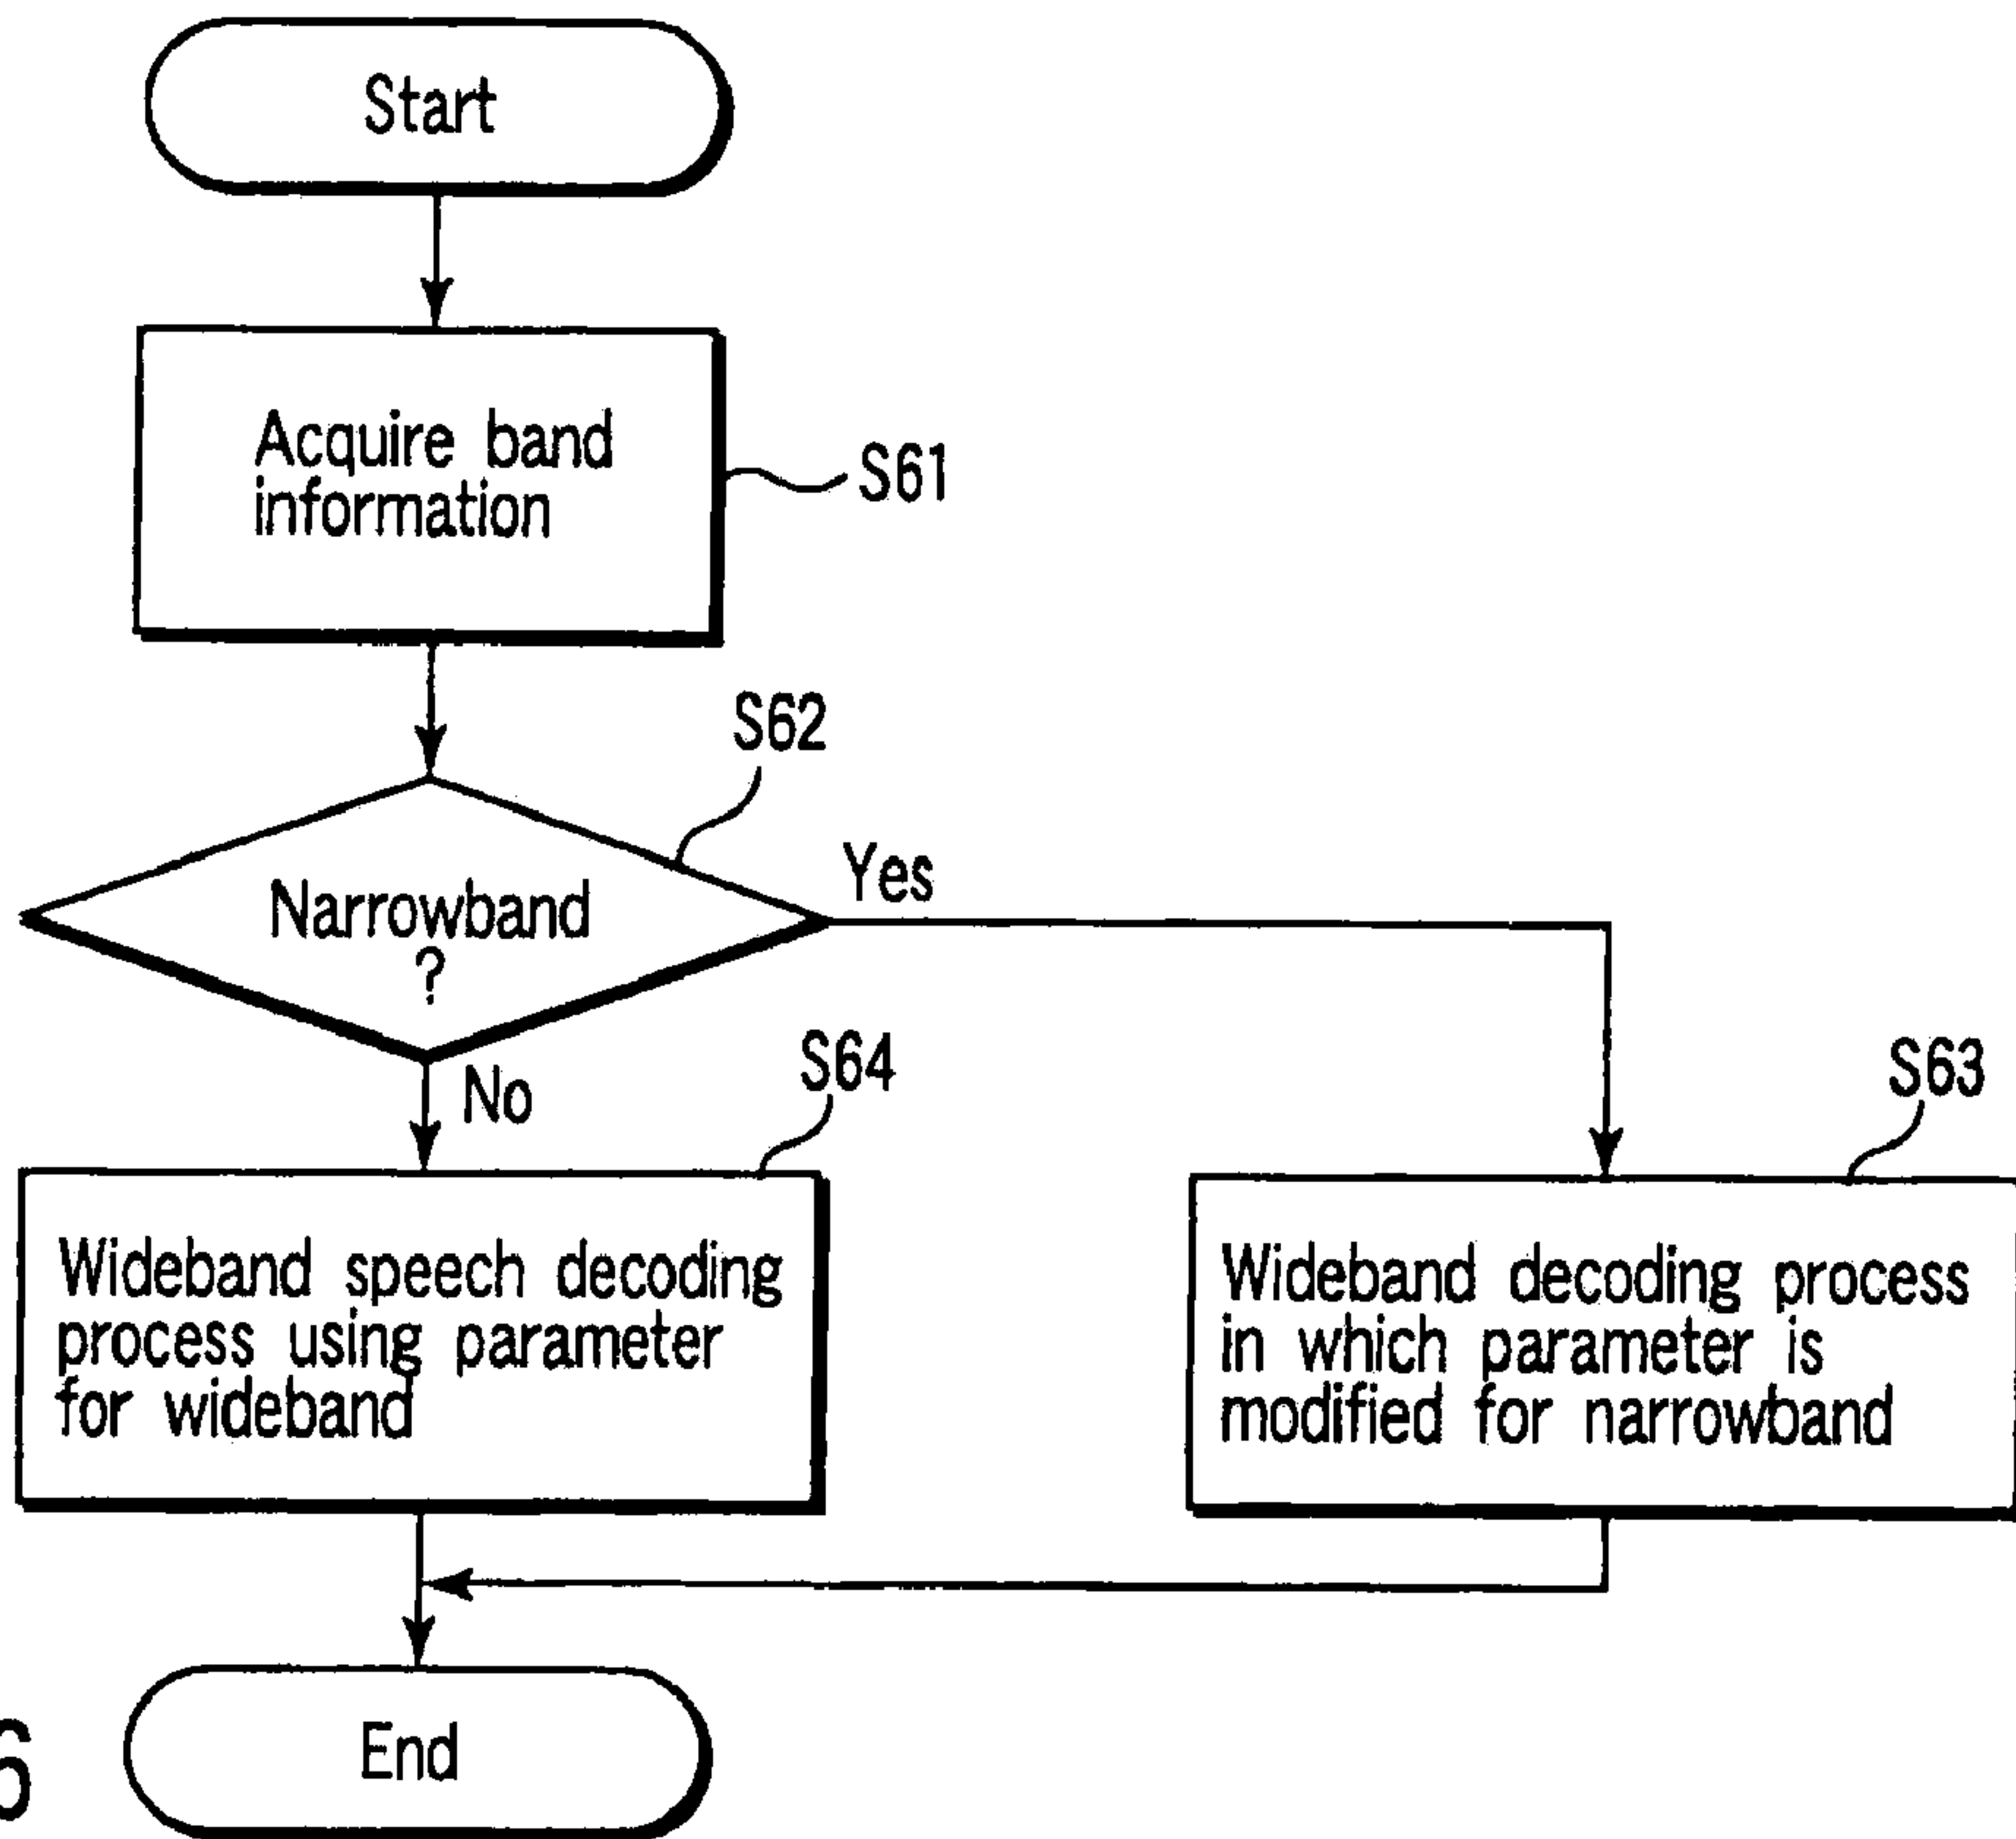 Start
Acquire band
information
S61
S62
Narrowband
?
Yes
No
S64
S63
Wideband speech decoding
process using parameter
for wideband
Wideband decoding process
in which parameter is
modified for narrowband
End
6